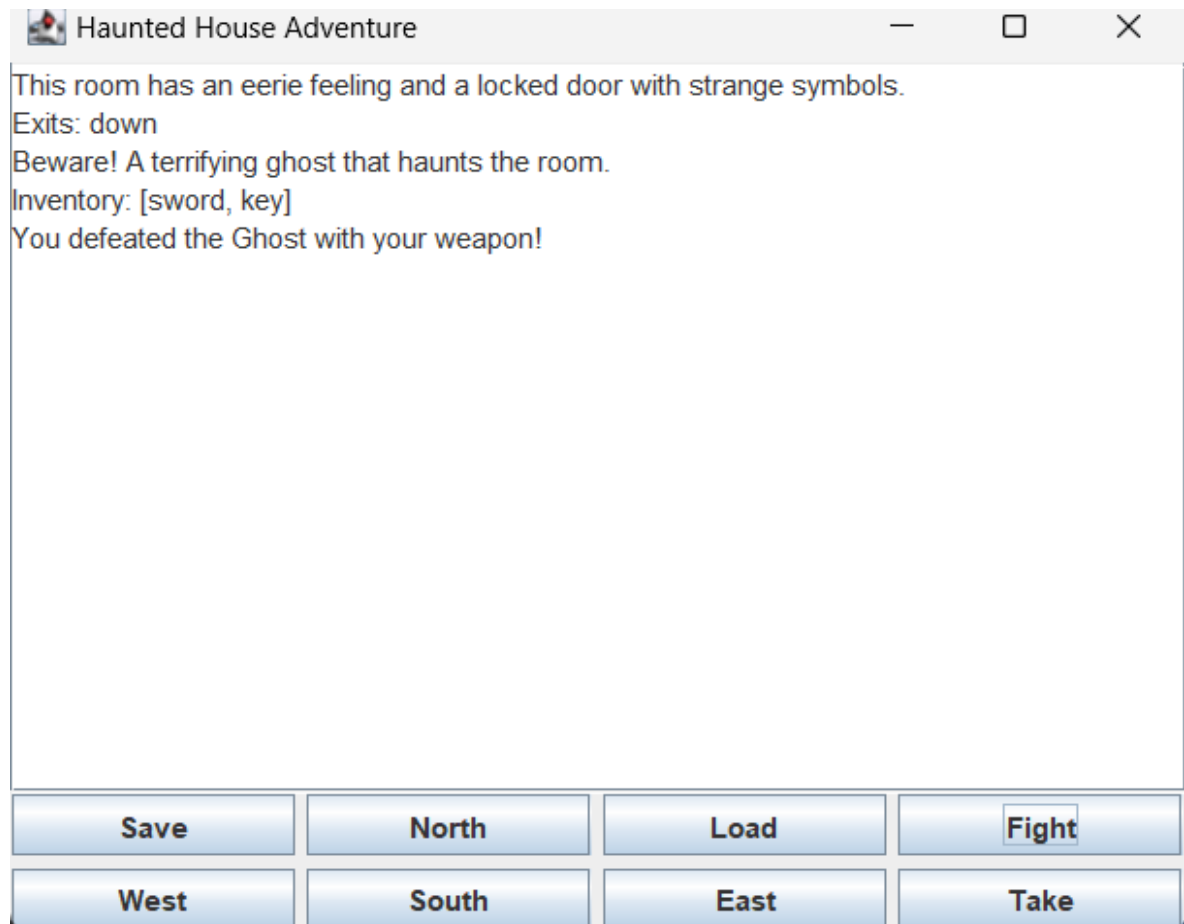 Haunted House Adventure
This room has an eerie feeling and a locked door with strange symbols.
Exits: down
Beware! A terrifying ghost that haunts the room.
Inventory: [sword, key]
You defeated the Ghost with your weapon!
Save North Load Fight
West South East Take